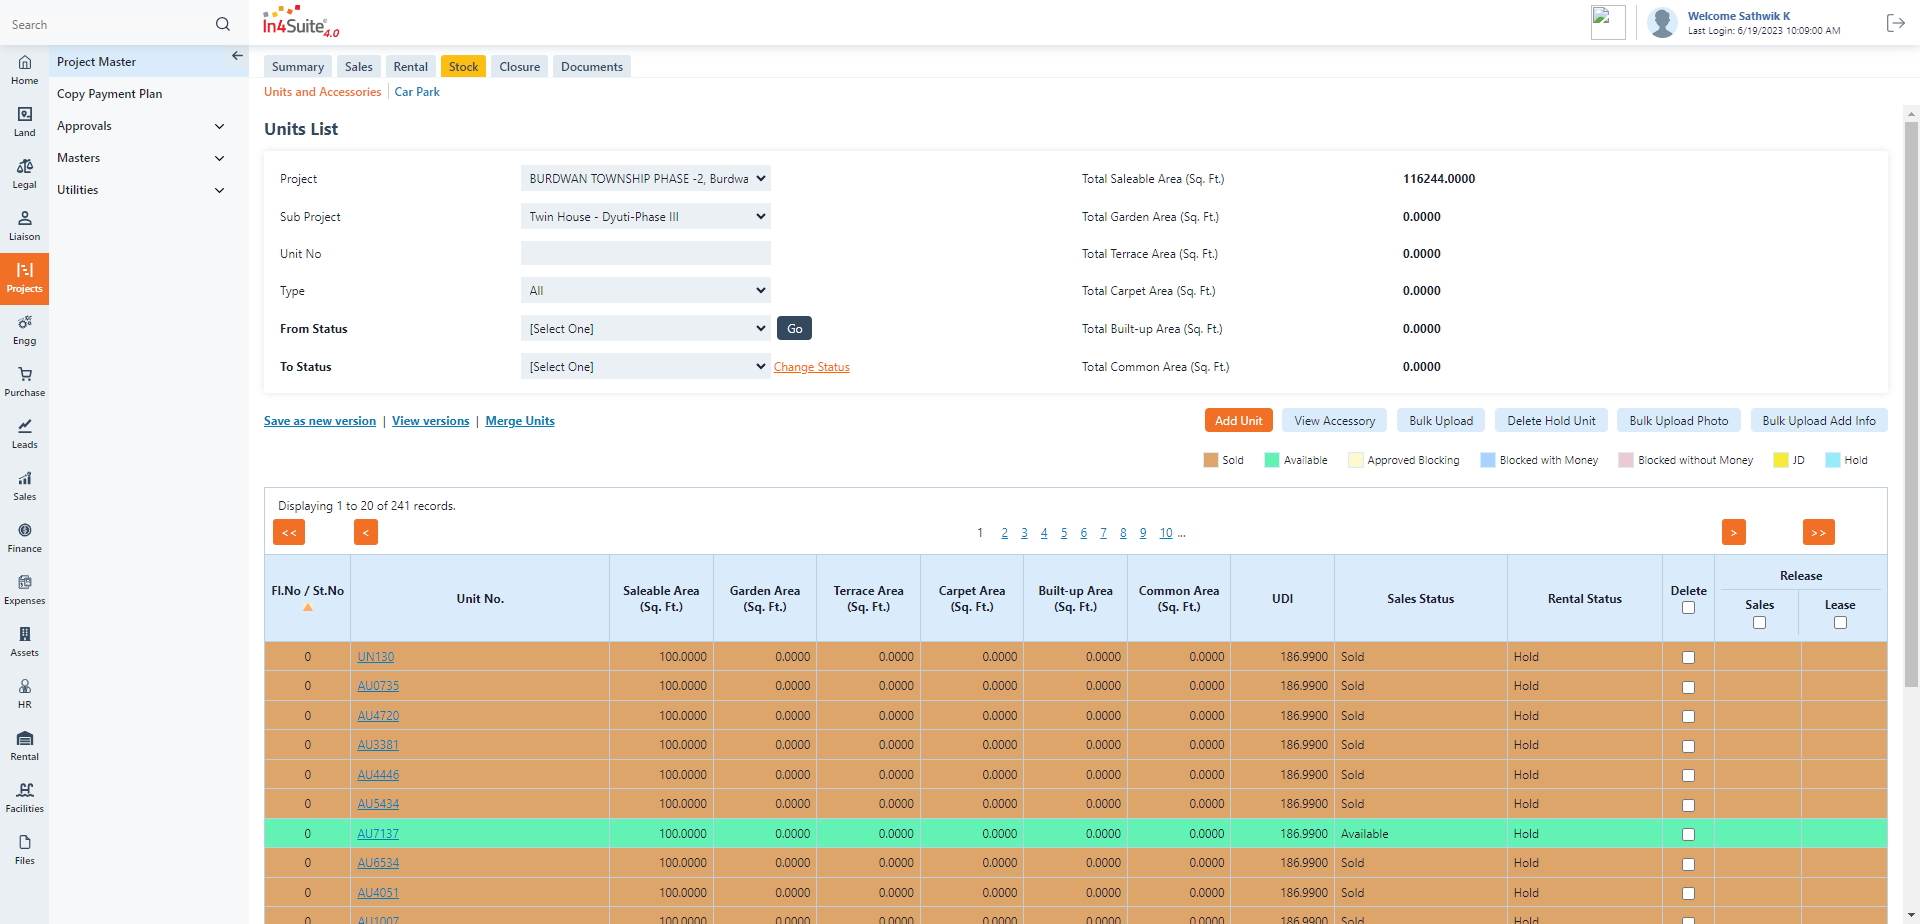 Search
In4Suite® 4.0
Welcome Sathwik K
Last Login: 6/19/2023 10:09:00 AM
Home
Land
Legal
Liaison
Projects
Engg
Purchase
Leads
Sales
Finance
Expenses
Assets
HR
Rental
Facilities
Files
Project Master
Copy Payment Plan
Approvals
Masters
Utilities
Summary Sales Rental Stock Closure Documents
Units and Accessories Car Park
Units List
Project BURDWAN TOWNSHIP PHASE -2, Burdwa Total Saleable Area (Sq. Ft.) 116244.0000
Sub Project Twin House - Dyuti-Phase III Total Garden Area (Sq. Ft.) 0.0000
Unit No Total Terrace Area (Sq. Ft.) 0.0000
Type All Total Carpet Area (Sq. Ft.) 0.0000
From Status [Select One] Go Total Built-up Area (Sq. Ft.) 0.0000
To Status [Select One] Change Status Total Common Area (Sq. Ft.) 0.0000
Save as new version | View versions | Merge Units
Add Unit View Accessory Bulk Upload Delete Hold Unit Bulk Upload Photo Bulk Upload Add Info
Sold Available Approved Blocking Blocked with Money Blocked without Money JD Hold
Displaying 1 to 20 of 241 records.
<< < 1 2 3 4 5 6 7 8 9 10 ... > >>
Fl.No / St.No Unit No. Saleable Area (Sq. Ft.) Garden Area (Sq. Ft.) Terrace Area (Sq. Ft.) Carpet Area (Sq. Ft.) Built-up Area (Sq. Ft.) Common Area (Sq. Ft.) UDI Sales Status Rental Status Delete Release Sales Lease
0 UN130 100.0000 0.0000 0.0000 0.0000 0.0000 0.0000 186.9900 Sold Hold
0 AU0735 100.0000 0.0000 0.0000 0.0000 0.0000 0.0000 186.9900 Sold Hold
0 AU4720 100.0000 0.0000 0.0000 0.0000 0.0000 0.0000 186.9900 Sold Hold
0 AU3381 100.0000 0.0000 0.0000 0.0000 0.0000 0.0000 186.9900 Sold Hold
0 AU4446 100.0000 0.0000 0.0000 0.0000 0.0000 0.0000 186.9900 Sold Hold
0 AU5434 100.0000 0.0000 0.0000 0.0000 0.0000 0.0000 186.9900 Sold Hold
0 AU7137 100.0000 0.0000 0.0000 0.0000 0.0000 0.0000 186.9900 Available Hold
0 AU6534 100.0000 0.0000 0.0000 0.0000 0.0000 0.0000 186.9900 Sold Hold
0 AU4051 100.0000 0.0000 0.0000 0.0000 0.0000 0.0000 186.9900 Sold Hold
0 AU1007 100.0000 0.0000 0.0000 0.0000 0.0000 0.0000 186.9900 Sold Hold